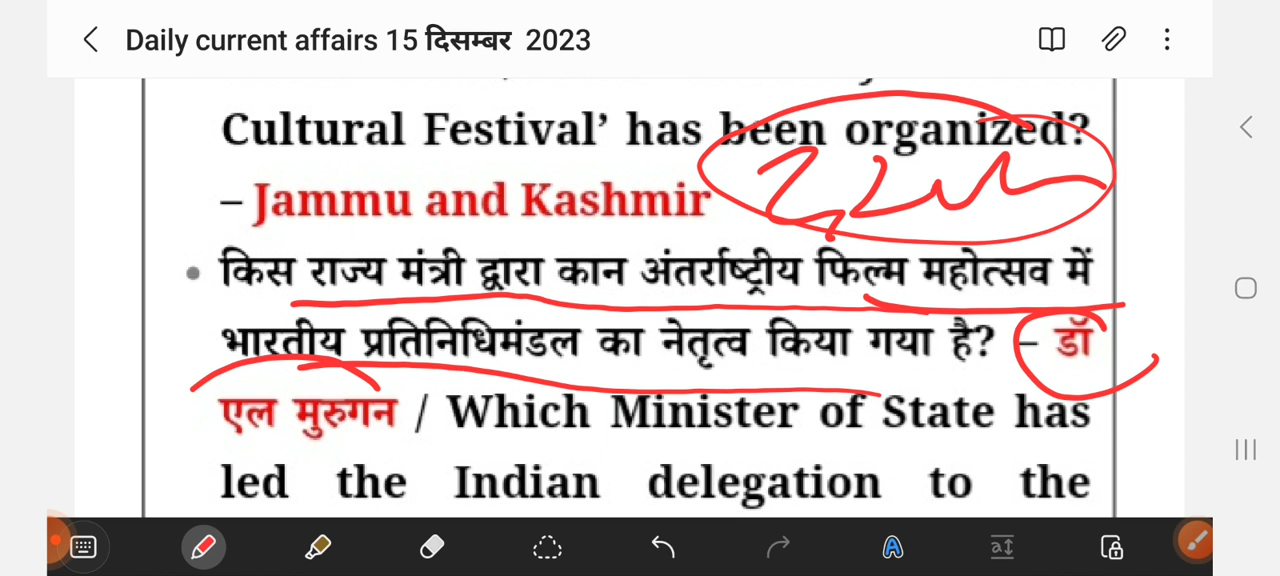 Daily current affairs 15 दिसम्बर 2023
Cultural Festival’ has been organized?
– Jammu and Kashmir
• किस राज्य मंत्री द्वारा कान अंतर्राष्ट्रीय फिल्म महोत्सव में
भारतीय प्रतिनिधिमंडल का नेतृत्व किया गया है? – डॉ
एल मुरुगन / Which Minister of State has
led the Indian delegation to the